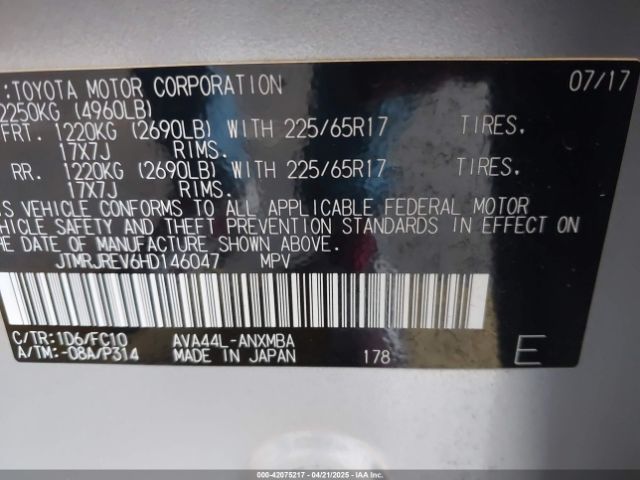 :TOYOTA MOTOR CORPORATION 07/17
2250KG (4960LB)
FRT. 1220KG (2690LB) WITH 225/65R17 TIRES.
17X7J RIMS.
RR. 1220KG (2690LB) WITH 225/65R17 TIRES.
17X7J RIMS.
IS VEHICLE CONFORMS TO ALL APPLICABLE FEDERAL MOTOR
VEHICLE SAFETY AND THEFT PREVENTION STANDARDS IN EFFECT ON
THE DATE OF MANUFACTURE SHOWN ABOVE.
JTMRJREV6HD146047 MPV
C/TR:1D6/FC10 AVA44L-ANXMBA
A/TM:-08A/P314 MADE IN JAPAN 178 E
000-42075217 - 04/21/2025 - IAA Inc.